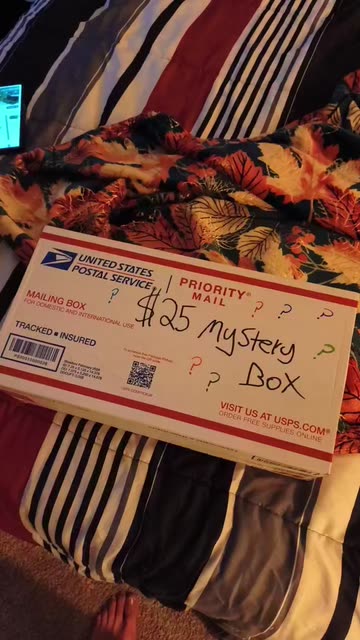 UNITED STATES
POSTAL SERVICE®
PRIORITY®
MAIL
MAILING BOX
FOR DOMESTIC AND INTERNATIONAL USE
? $25 Mystery ? ? ?
? ? BOX ?
TRACKED ■ INSURED
VISIT US AT USPS.COM®
ORDER FREE SUPPLIES ONLINE